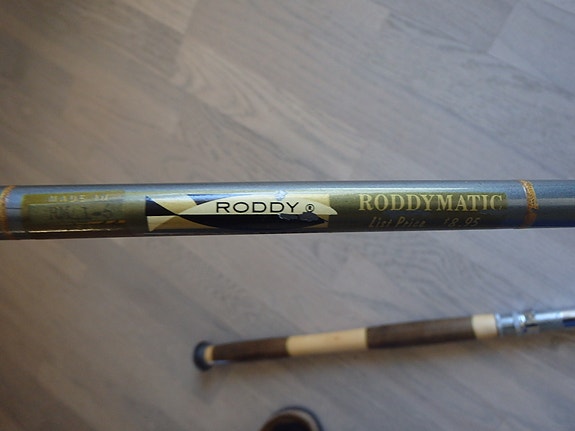 MADE IN
RODDY ®
RODDYMATIC
List Price 18.95